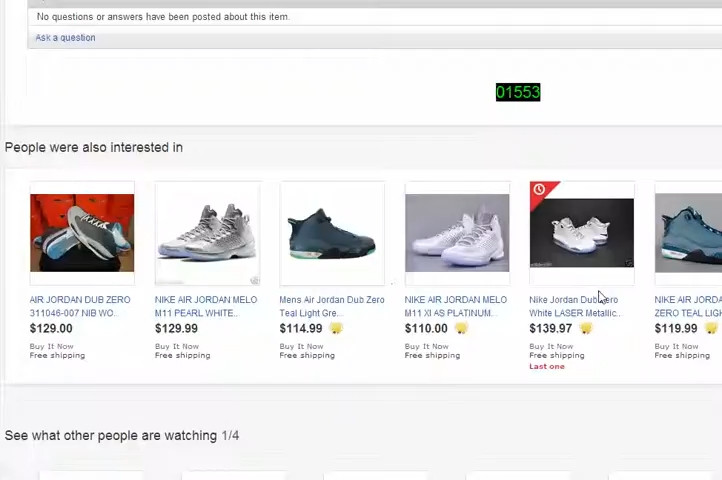 No questions or answers have been posted about this item.
Ask a question
01553
People were also interested in
AIR JORDAN DUB ZERO
311046-007 NIB WO...
$129.00
Buy It Now
Free shipping
NIKE AIR JORDAN MELO
M11 PEARL WHITE...
$129.99
Buy It Now
Free shipping
Mens Air Jordan Dub Zero
Teal Light Gre...
$114.99
Buy It Now
Free shipping
NIKE AIR JORDAN MELO
M11 XI AS PLATINUM...
$110.00
Buy It Now
Free shipping
Nike Jordan Dub Zero
White LASER Metallic...
$139.97
Buy It Now
Free shipping
Last one
NIKE AIR JORDA
ZERO TEAL LIGH
$119.99
Buy It Now
Free shipping
See what other people are watching 1/4